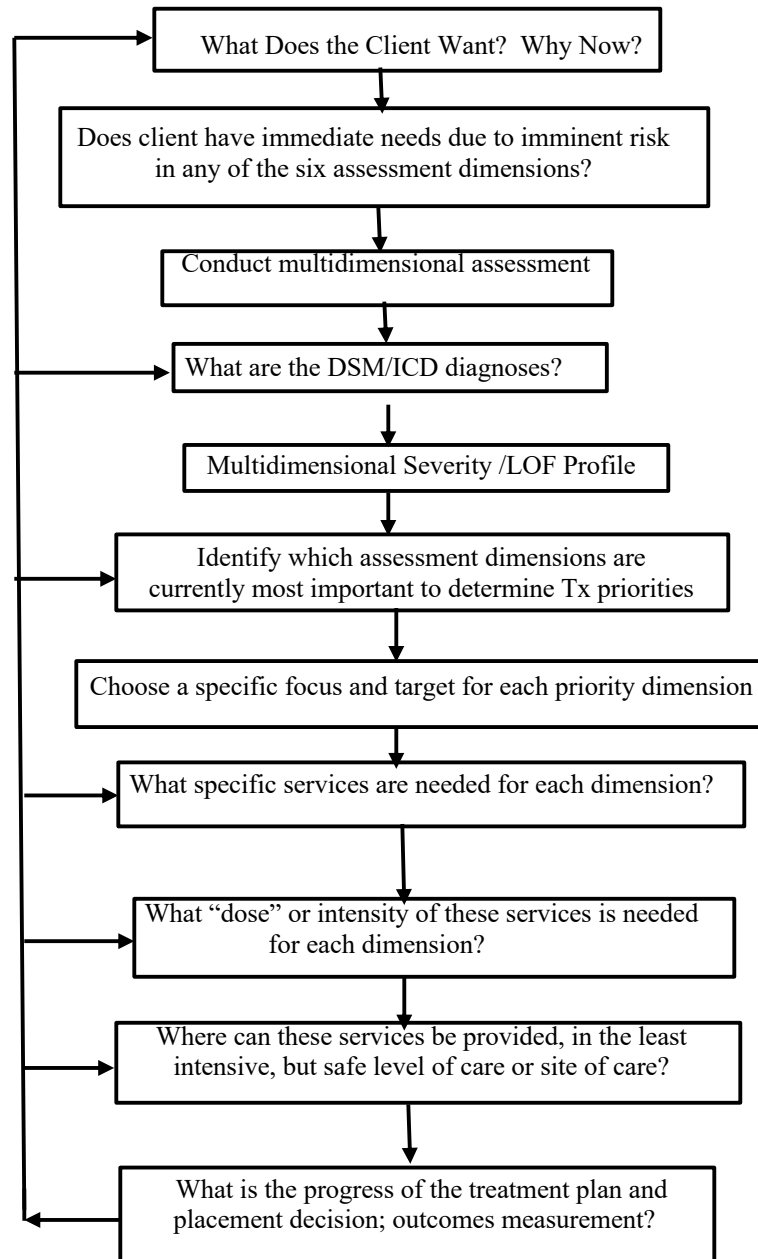 What Does the Client Want?  Why Now?
Does client have immediate needs due to imminent risk
in any of the six assessment dimensions?
Conduct multidimensional assessment
What are the DSM/ICD diagnoses?
Multidimensional Severity /LOF Profile
Identify which assessment dimensions are
currently most important to determine Tx priorities
Choose a specific focus and target for each priority dimension
What specific services are needed for each dimension?
What “dose” or intensity of these services is needed
for each dimension?
Where can these services be provided, in the least
intensive, but safe level of care or site of care?
What is the progress of the treatment plan and
placement decision; outcomes measurement?